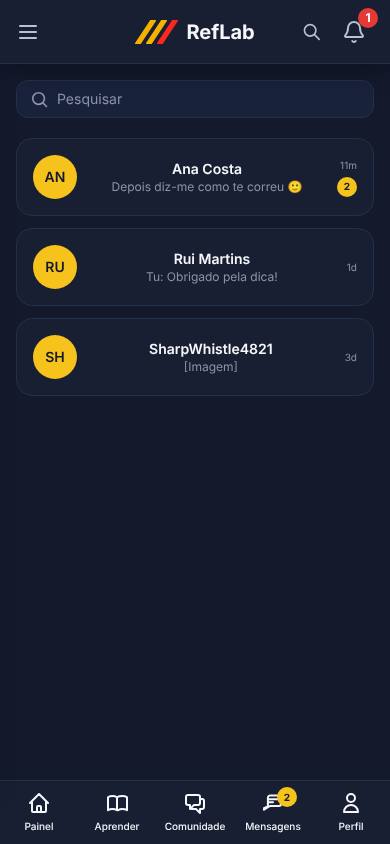 RefLab
1
Pesquisar
AN
Ana Costa
Depois diz-me como te correu 🙂
11m
2
RU
Rui Martins
Tu: Obrigado pela dica!
1d
SH
SharpWhistle4821
[Imagem]
3d
2
Painel
Aprender
Comunidade
Mensagens
Perfil